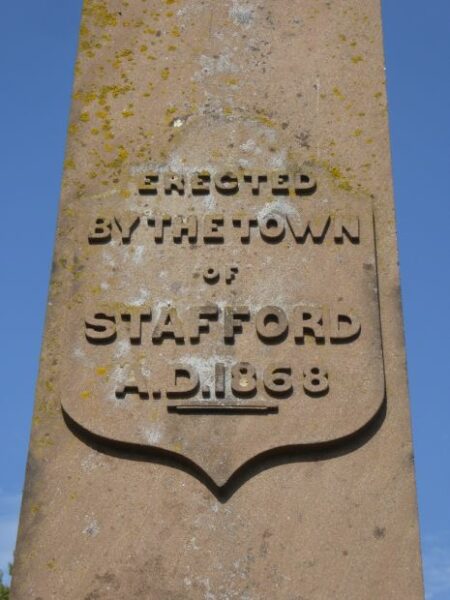 ERECTED
BY THE TOWN
OF
STAFFORD
A.D. 1868